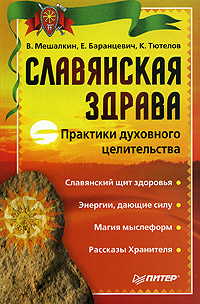 В. Мешалкин, Е. Баранцевич, К. Тютелов
СЛАВЯНСКАЯ
ЗДРАВА
Практики духовного
целительства
Славянский щит здоровья
Энергии, дающие силу
Магия мыслеформ
Рассказы Хранителя
ПИТЕР